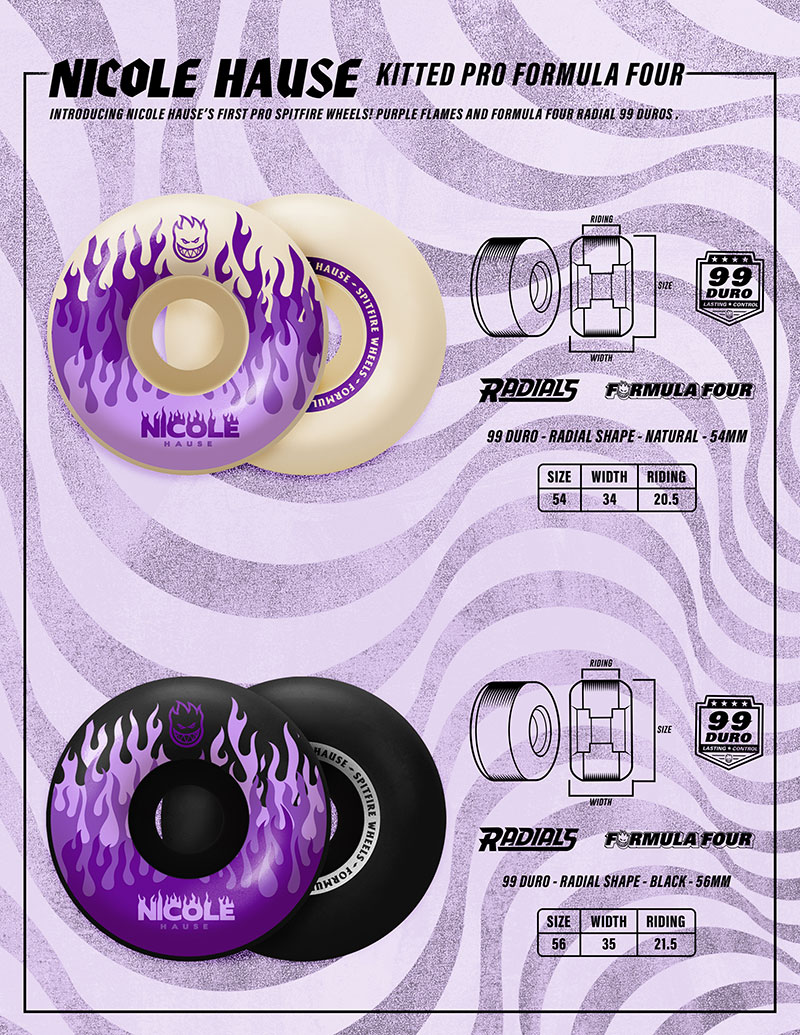 NICOLE HAUSE KITTED PRO FORMULA FOUR
INTRODUCING NICOLE HAUSE'S FIRST PRO SPITFIRE WHEELS! PURPLE FLAMES AND FORMULA FOUR RADIAL 99 DUROS .
NICOLE
HAUSE
HAUSE - SPITFIRE WHEELS - FORMUL
RIDING
SIZE
WIDTH
99
DURO
LASTING CONTROL
RADIALS
FORMULA FOUR
99 DURO - RADIAL SHAPE - NATURAL - 54MM
SIZE WIDTH RIDING
54 34 20.5
NICOLE
HAUSE
HAUSE - SPITFIRE WHEELS - FORMUL
RIDING
SIZE
WIDTH
99
DURO
LASTING CONTROL
RADIALS
FORMULA FOUR
99 DURO - RADIAL SHAPE - BLACK - 56MM
SIZE WIDTH RIDING
56 35 21.5